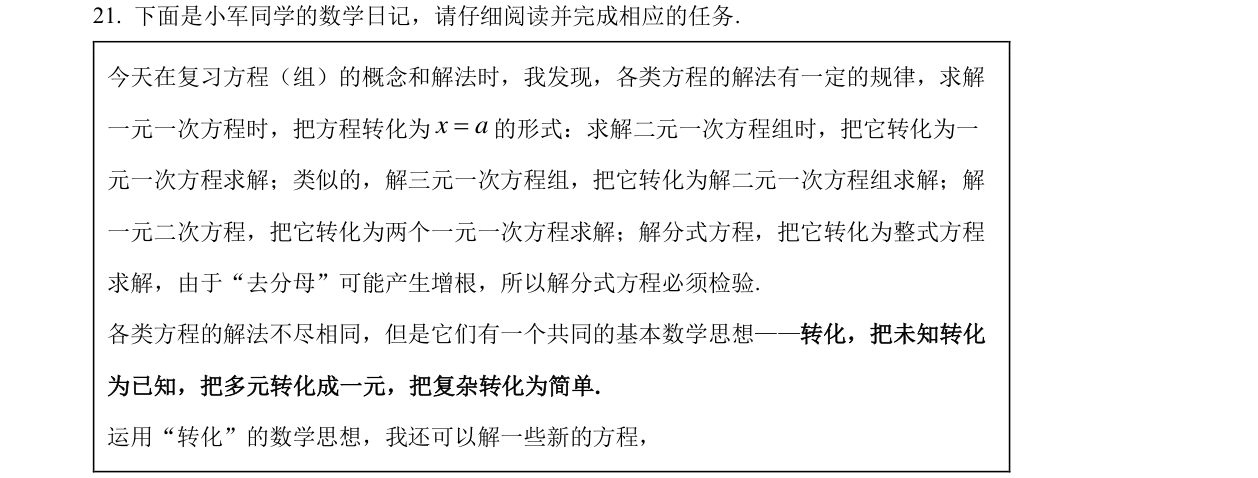 21. 下面是小军同学的数学日记，请仔细阅读并完成相应的任务.
今天在复习方程（组）的概念和解法时，我发现，各类方程的解法有一定的规律，求解
一元一次方程时，把方程转化为 x = a 的形式：求解二元一次方程组时，把它转化为一
元一次方程求解；类似的，解三元一次方程组，把它转化为解二元一次方程组求解；解
一元二次方程，把它转化为两个一元一次方程求解；解分式方程，把它转化为整式方程
求解，由于“去分母”可能产生增根，所以解分式方程必须检验.
各类方程的解法不尽相同，但是它们有一个共同的基本数学思想——转化，把未知转化
为已知，把多元转化成一元，把复杂转化为简单.
运用“转化”的数学思想，我还可以解一些新的方程，